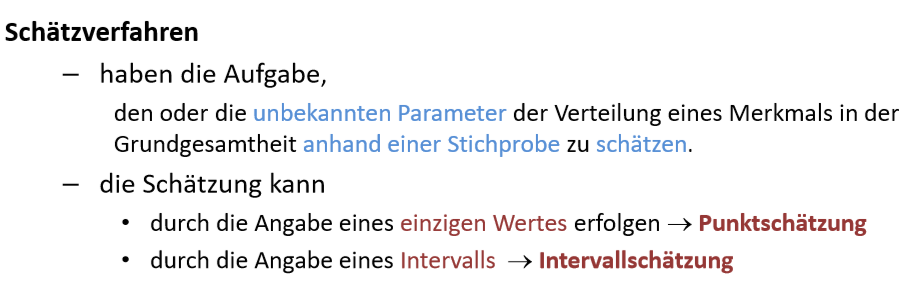 Schätzverfahren
– haben die Aufgabe,
den oder die unbekannten Parameter der Verteilung eines Merkmals in der
Grundgesamtheit anhand einer Stichprobe zu schätzen.
– die Schätzung kann
• durch die Angabe eines einzigen Wertes erfolgen → Punktschätzung
• durch die Angabe eines Intervalls → Intervallschätzung